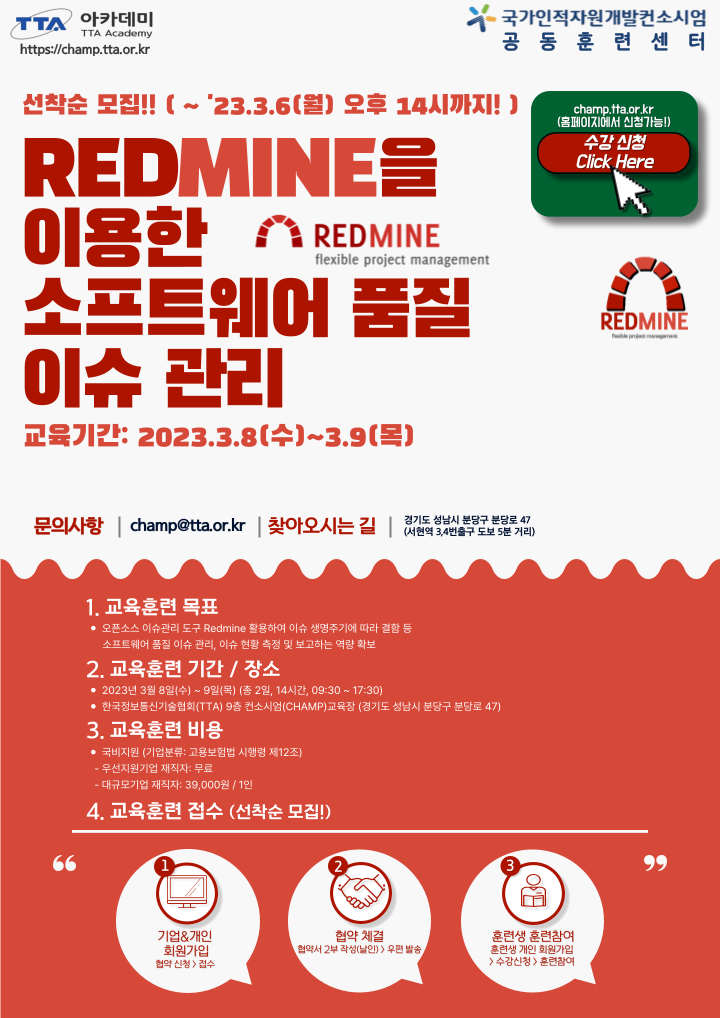 TTA 아카데미
TTA Academy
https://champ.tta.or.kr
국가인적자원개발컨소시엄
공동훈련센터
선착순 모집!! ( ~ '23.3.6(월) 오후 14시까지! )
champ.tta.or.kr
(홈페이지에서 신청가능!)
수강 신청
Click Here
REDMINE을
이용한
REDMINE
flexible project management
소프트웨어 품질
REDMINE
flexible project management
이슈 관리
교육기간: 2023.3.8(수)~3.9(목)
문의사항 | champ@tta.or.kr | 찾아오시는 길 | 경기도 성남시 분당구 분당로 47
(서현역 3,4번출구 도보 5분 거리)
1. 교육훈련 목표
• 오픈소스 이슈관리 도구 Redmine 활용하여 이슈 생명주기에 따라 결함 등
소프트웨어 품질 이슈 관리, 이슈 현황 측정 및 보고하는 역량 확보
2. 교육훈련 기간 / 장소
• 2023년 3월 8일(수) ~ 9일(목) (총 2일, 14시간, 09:30 ~ 17:30)
• 한국정보통신기술협회(TTA) 9층 컨소시엄(CHAMP)교육장 (경기도 성남시 분당구 분당로 47)
3. 교육훈련 비용
• 국비지원 (기업분류: 고용보험법 시행령 제12조)
- 우선지원기업 재직자: 무료
- 대규모기업 재직자: 39,000원 / 1인
4. 교육훈련 접수 (선착순 모집!)
“ ”
1
기업&개인
회원가입
협약 신청 > 접수
2
협약 체결
협약서 2부 작성(날인) > 우편 발송
3
훈련생 훈련참여
훈련생 개인 회원가입
> 수강신청 > 훈련참여